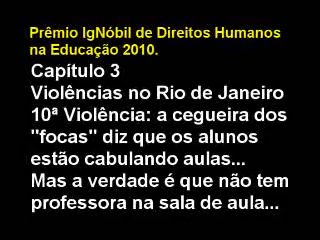 Prêmio IgNóbil de Direitos Humanos
na Educação 2010.
Capítulo 3
Violências no Rio de Janeiro
10ª Violência: a cegueira dos
"focas" diz que os alunos
estão cabulando aulas...
Mas a verdade é que não tem
professora na sala de aula...